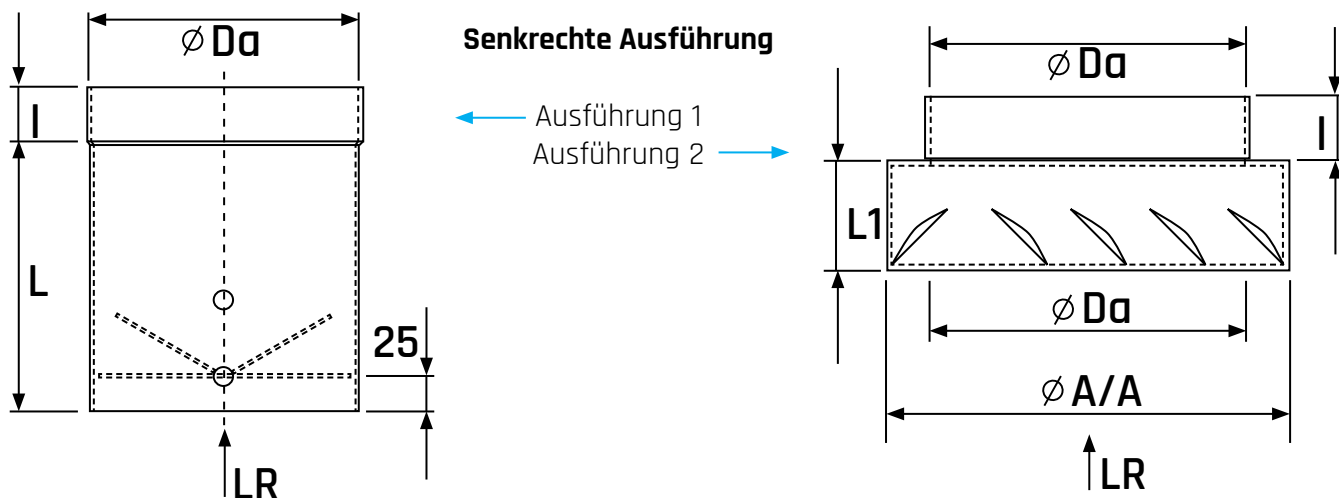 Senkrechte Ausführung
Ausführung 1
Ausführung 2
⌀ Da
l
L
25
LR
⌀ Da
l
L1
⌀ Da
⌀ A/A
LR